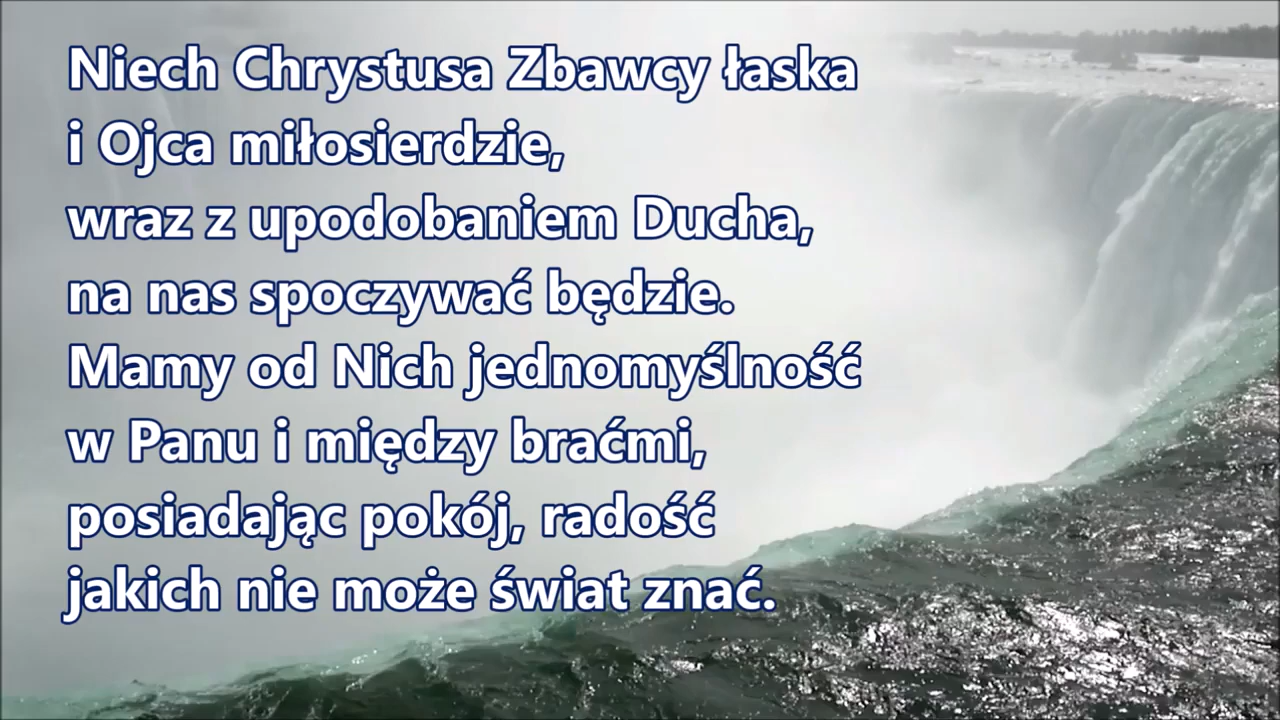 Niech Chrystusa Zbawcy łaska
i Ojca miłosierdzie,
wraz z upodobaniem Ducha,
na nas spoczywać będzie.
Mamy od Nich jednomyślność
w Panu i między braćmi,
posiadając pokój, radość
jakich nie może świat znać.